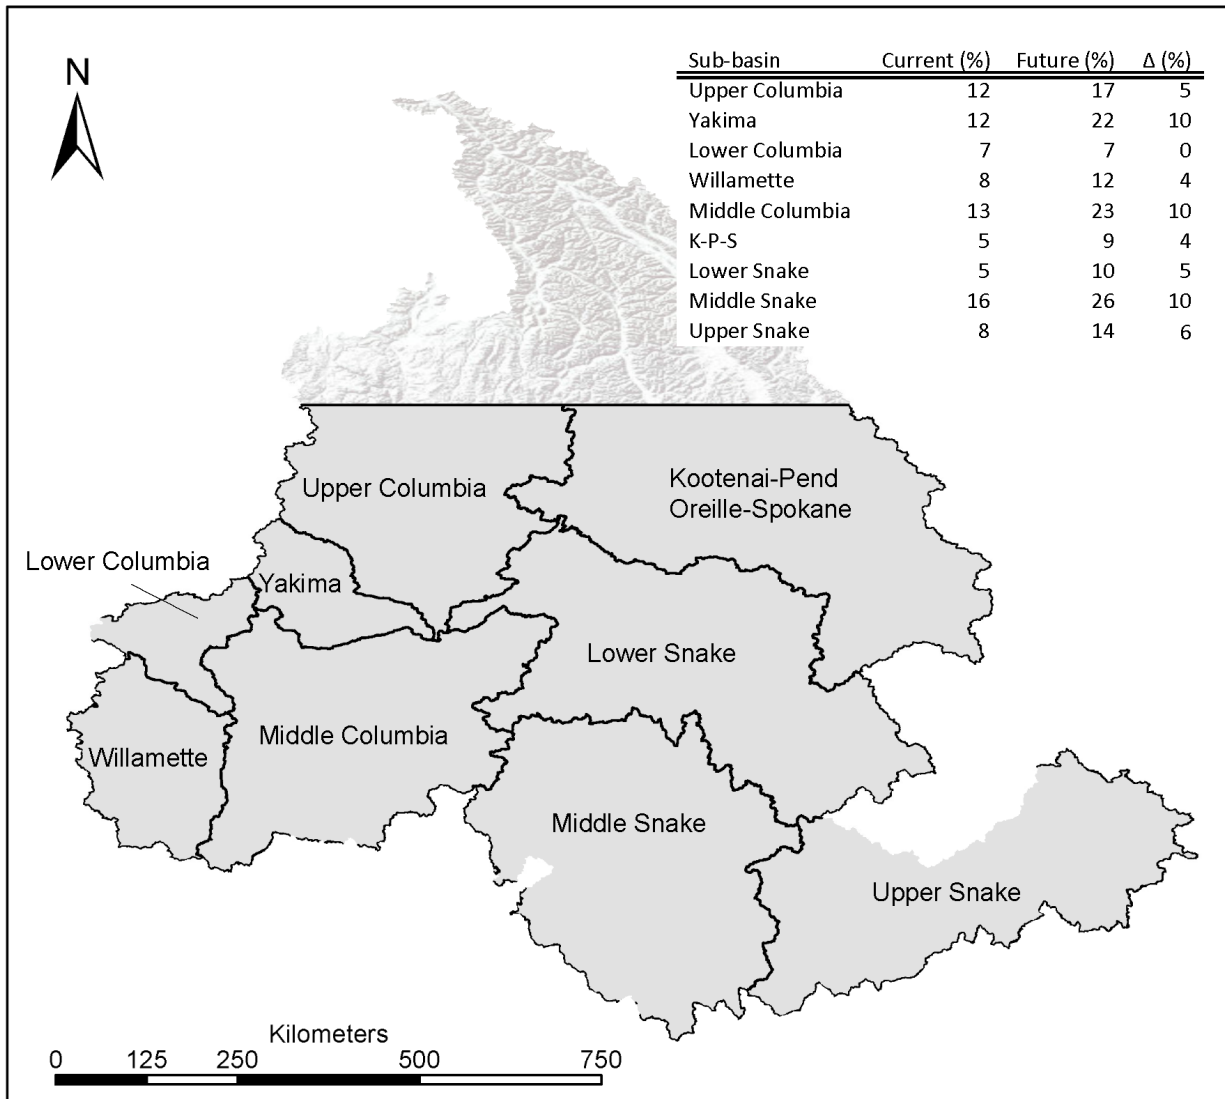 N
Sub-basin Current (%) Future (%) Δ (%)
Upper Columbia 12 17 5
Yakima 12 22 10
Lower Columbia 7 7 0
Willamette 8 12 4
Middle Columbia 13 23 10
K-P-S 5 9 4
Lower Snake 5 10 5
Middle Snake 16 26 10
Upper Snake 8 14 6
Upper Columbia
Kootenai-Pend
Oreille-Spokane
Lower Columbia
Yakima
Lower Snake
Middle Columbia
Willamette
Middle Snake
Upper Snake
Kilometers
0 125 250 500 750